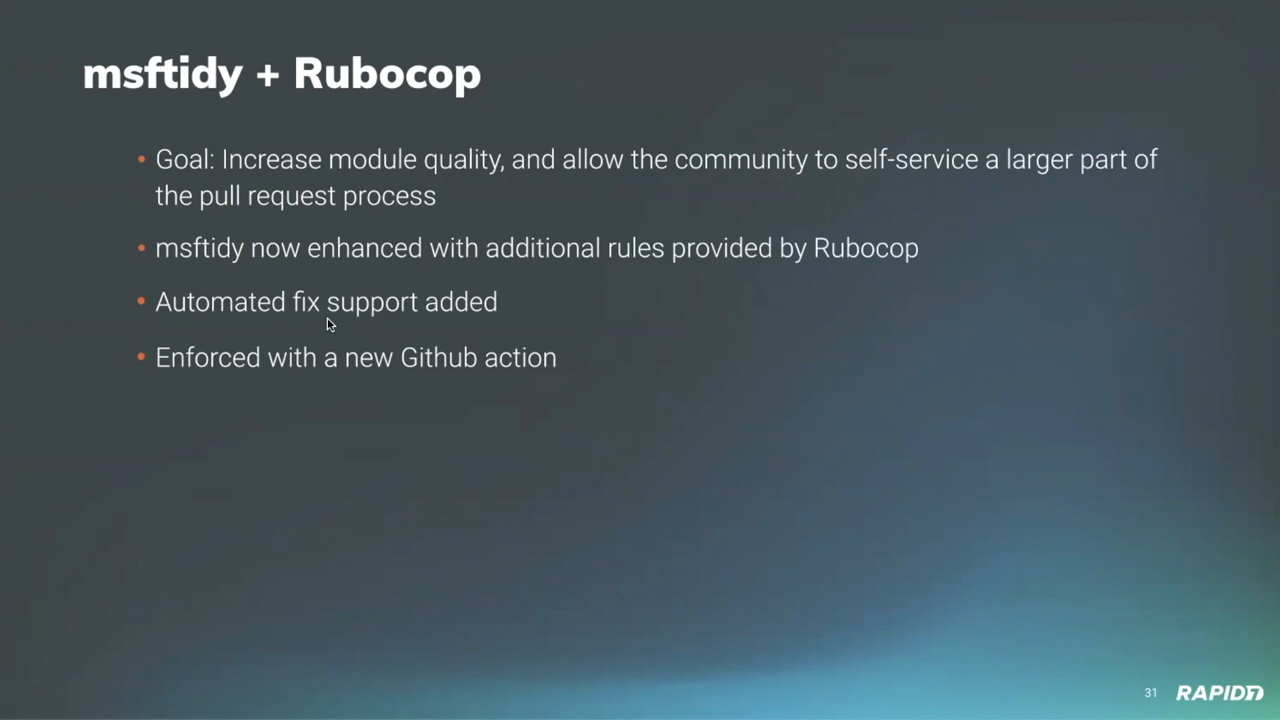 msftidy + Rubocop
• Goal: Increase module quality, and allow the community to self-service a larger part of
the pull request process
• msftidy now enhanced with additional rules provided by Rubocop
• Automated fix support added
• Enforced with a new Github action
31
RAPID7